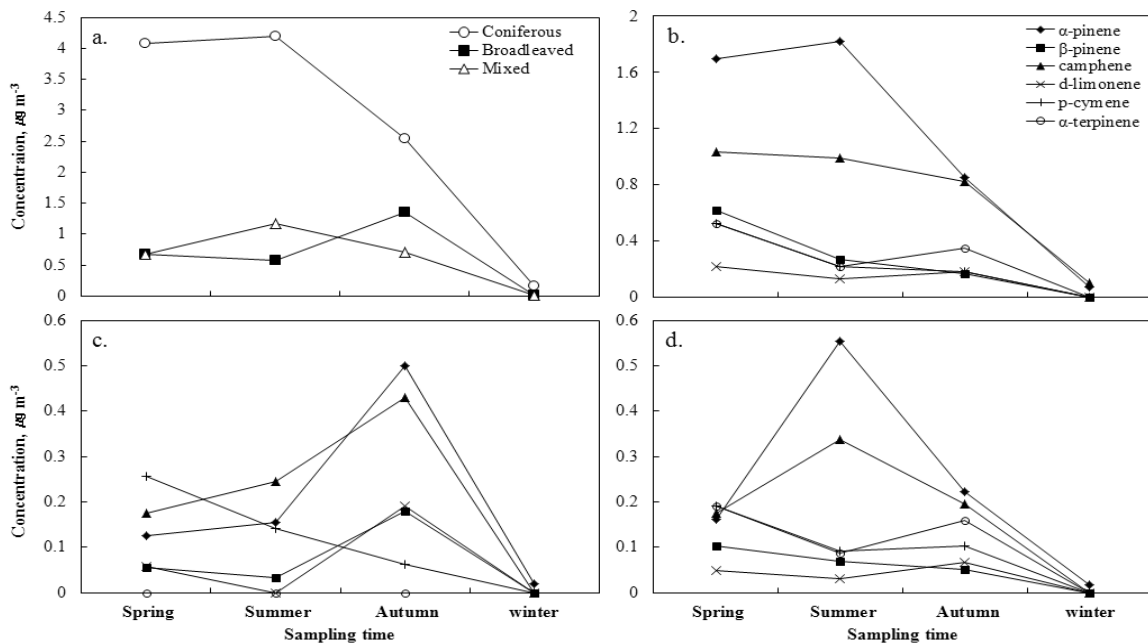 a.
Coniferous
Broadleaved
Mixed
4.5
4
3.5
3
2.5
2
1.5
1
0.5
0
Concentraion, μg m-3
b.
α-pinene
β-pinene
camphene
d-limonene
p-cymene
α-terpinene
2
1.6
1.2
0.8
0.4
0
c.
0.6
0.5
0.4
0.3
0.2
0.1
0
Concentration, μg m-3
Spring Summer Autumn winter
Sampling time
d.
0.6
0.5
0.4
0.3
0.2
0.1
0
Spring Summer Autumn winter
Sampling time